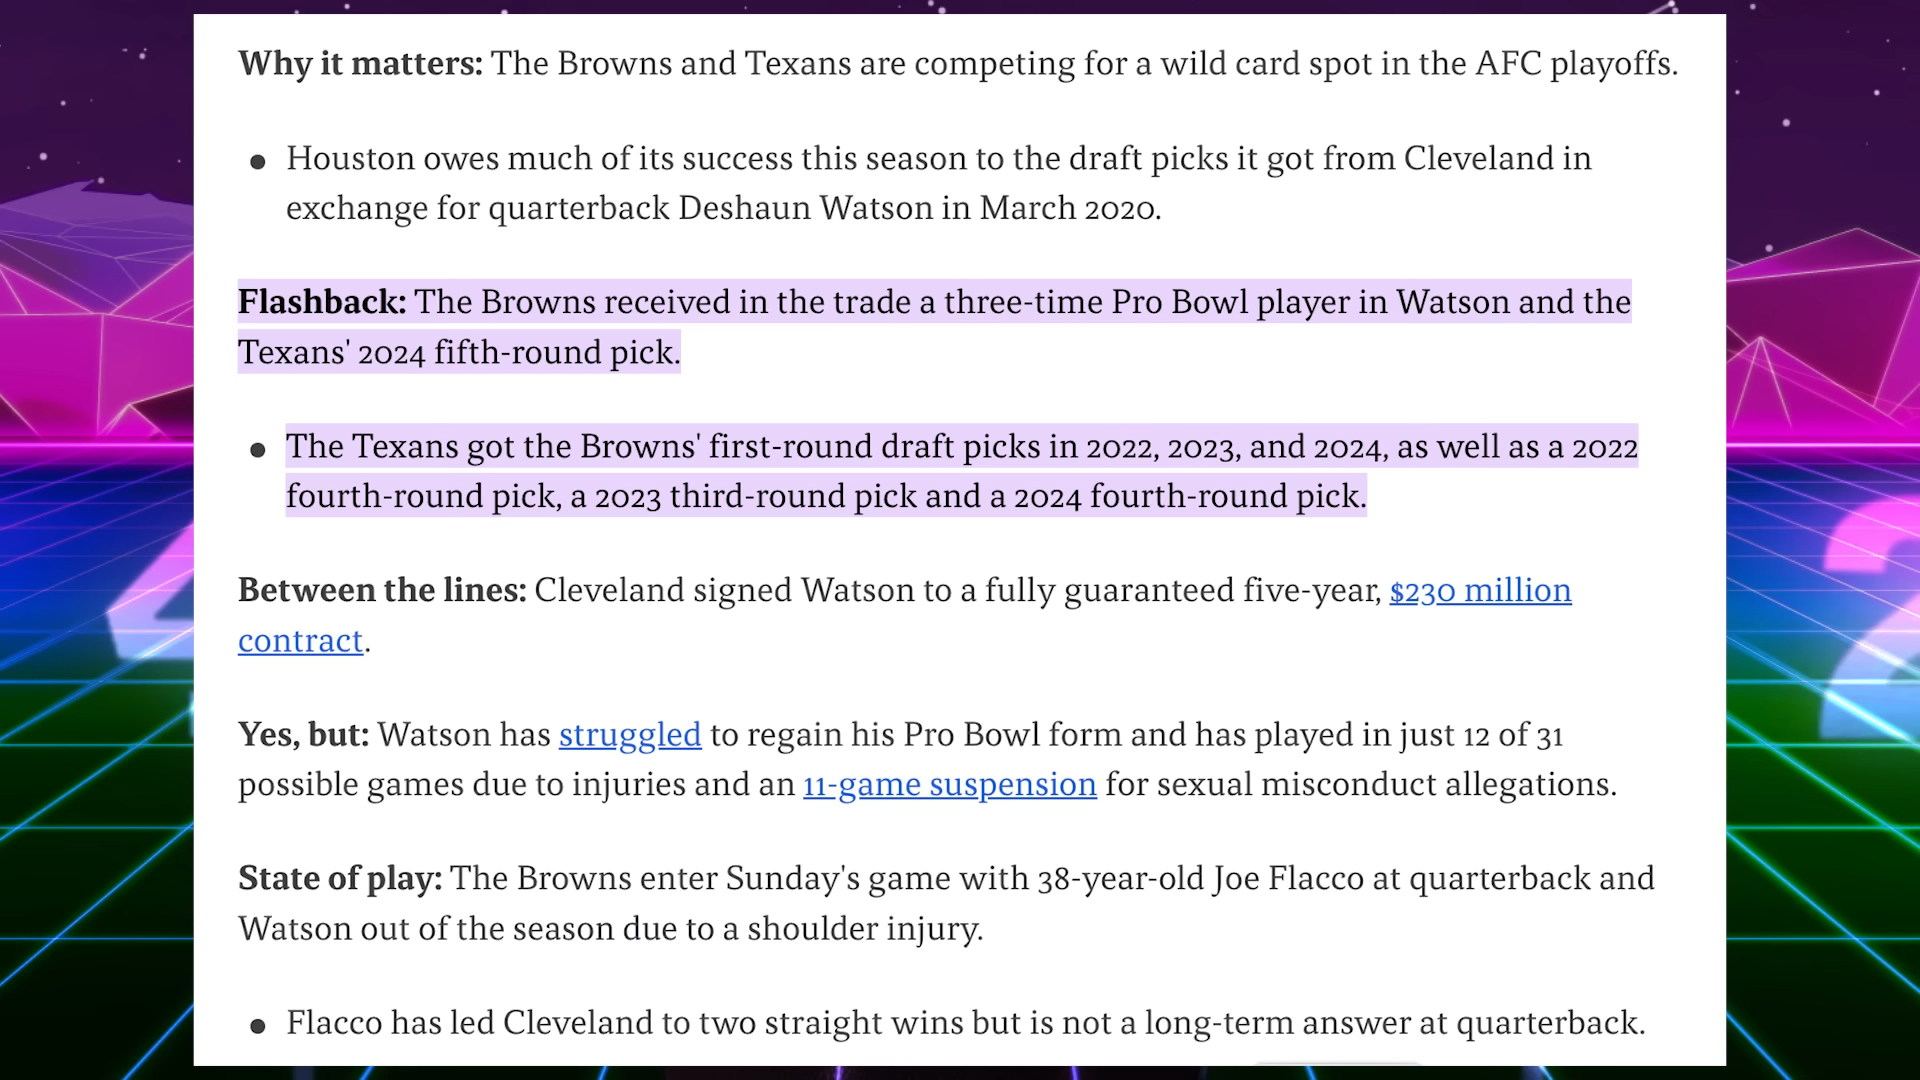 Why it matters: The Browns and Texans are competing for a wild card spot in the AFC playoffs.
● Houston owes much of its success this season to the draft picks it got from Cleveland in
exchange for quarterback Deshaun Watson in March 2020.
Flashback: The Browns received in the trade a three-time Pro Bowl player in Watson and the
Texans' 2024 fifth-round pick.
● The Texans got the Browns' first-round draft picks in 2022, 2023, and 2024, as well as a 2022
fourth-round pick, a 2023 third-round pick and a 2024 fourth-round pick.
Between the lines: Cleveland signed Watson to a fully guaranteed five-year, $230 million
contract.
Yes, but: Watson has struggled to regain his Pro Bowl form and has played in just 12 of 31
possible games due to injuries and an 11-game suspension for sexual misconduct allegations.
State of play: The Browns enter Sunday's game with 38-year-old Joe Flacco at quarterback and
Watson out of the season due to a shoulder injury.
● Flacco has led Cleveland to two straight wins but is not a long-term answer at quarterback.